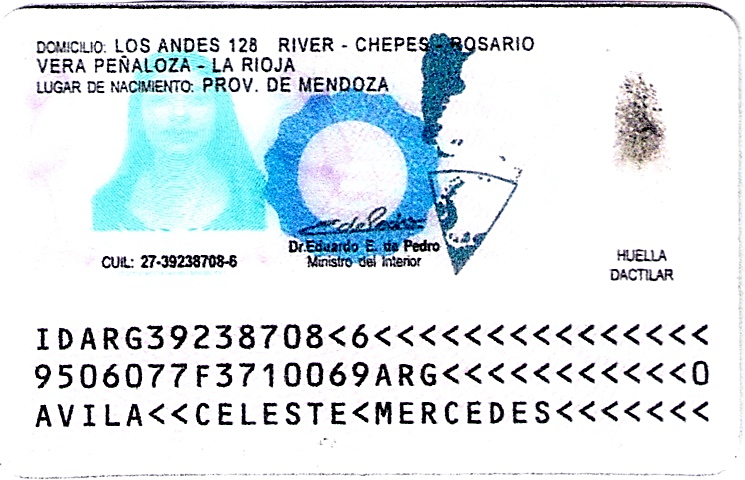 DOMICILIO: LOS ANDES 128 RIVER - CHEPES - ROSARIO
VERA PEÑALOZA - LA RIOJA
LUGAR DE NACIMIENTO: PROV. DE MENDOZA
CUIL: 27-39238708-6
Dr.Eduardo E. de Pedro
Ministro del Interior
HUELLA
DACTILAR
IDARG39238708<6<<<<<<<<<<<<<<<
9506077F3710069ARG<<<<<<<<<<<0
AVILA<<CELESTE<MERCEDES<<<<<<<